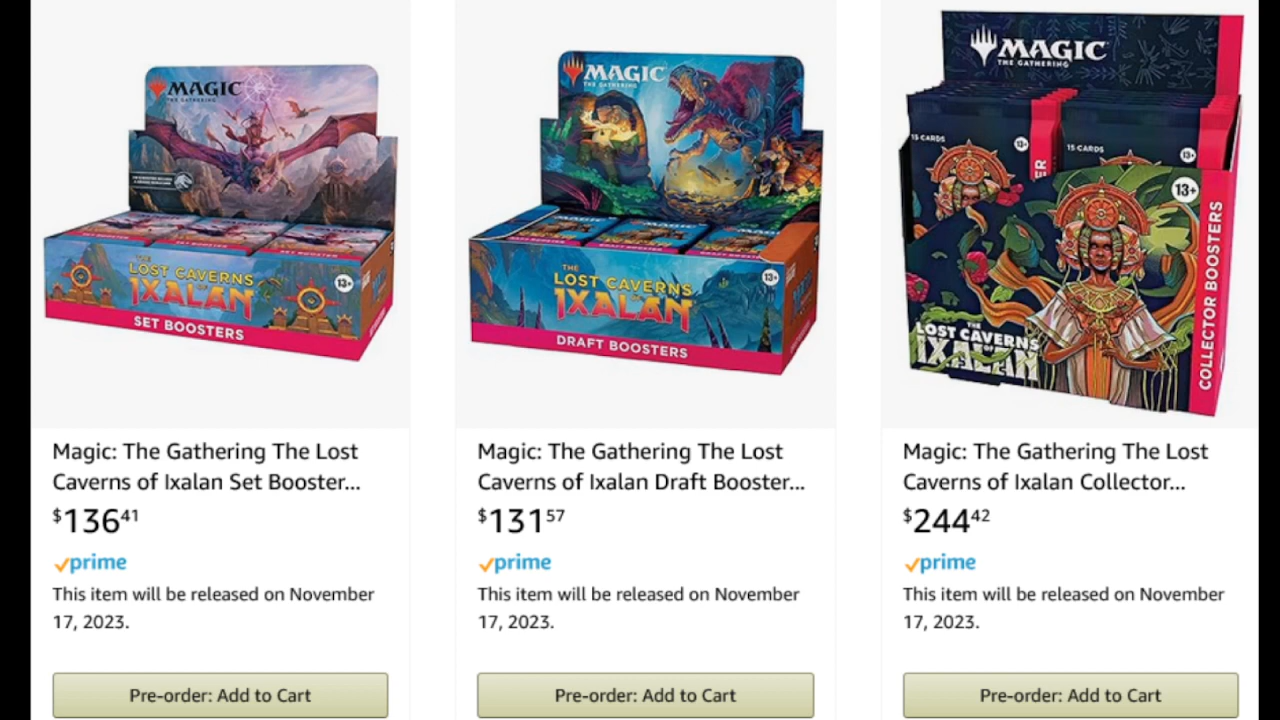 MAGIC
THE GATHERING
SET BOOSTER
THE
LOST CAVERNS
OF
IXALAN
13+
SET BOOSTERS
Magic: The Gathering The Lost
Caverns of Ixalan Set Booster...
$136 41
prime
This item will be released on November
17, 2023.
Pre-order: Add to Cart
MAGIC
THE GATHERING
MAGIC
THE
LOST CAVERNS
OF
IXALAN
13+
DRAFT BOOSTERS
Magic: The Gathering The Lost
Caverns of Ixalan Draft Booster...
$131 57
prime
This item will be released on November
17, 2023.
Pre-order: Add to Cart
MAGIC
THE GATHERING
15 CARDS
13+
15 CARDS
13+
13+
COLLECTOR BOOSTERS
THE
LOST CAVERNS
OF
IXALAN
Magic: The Gathering The Lost
Caverns of Ixalan Collector...
$244 42
prime
This item will be released on November
17, 2023.
Pre-order: Add to Cart